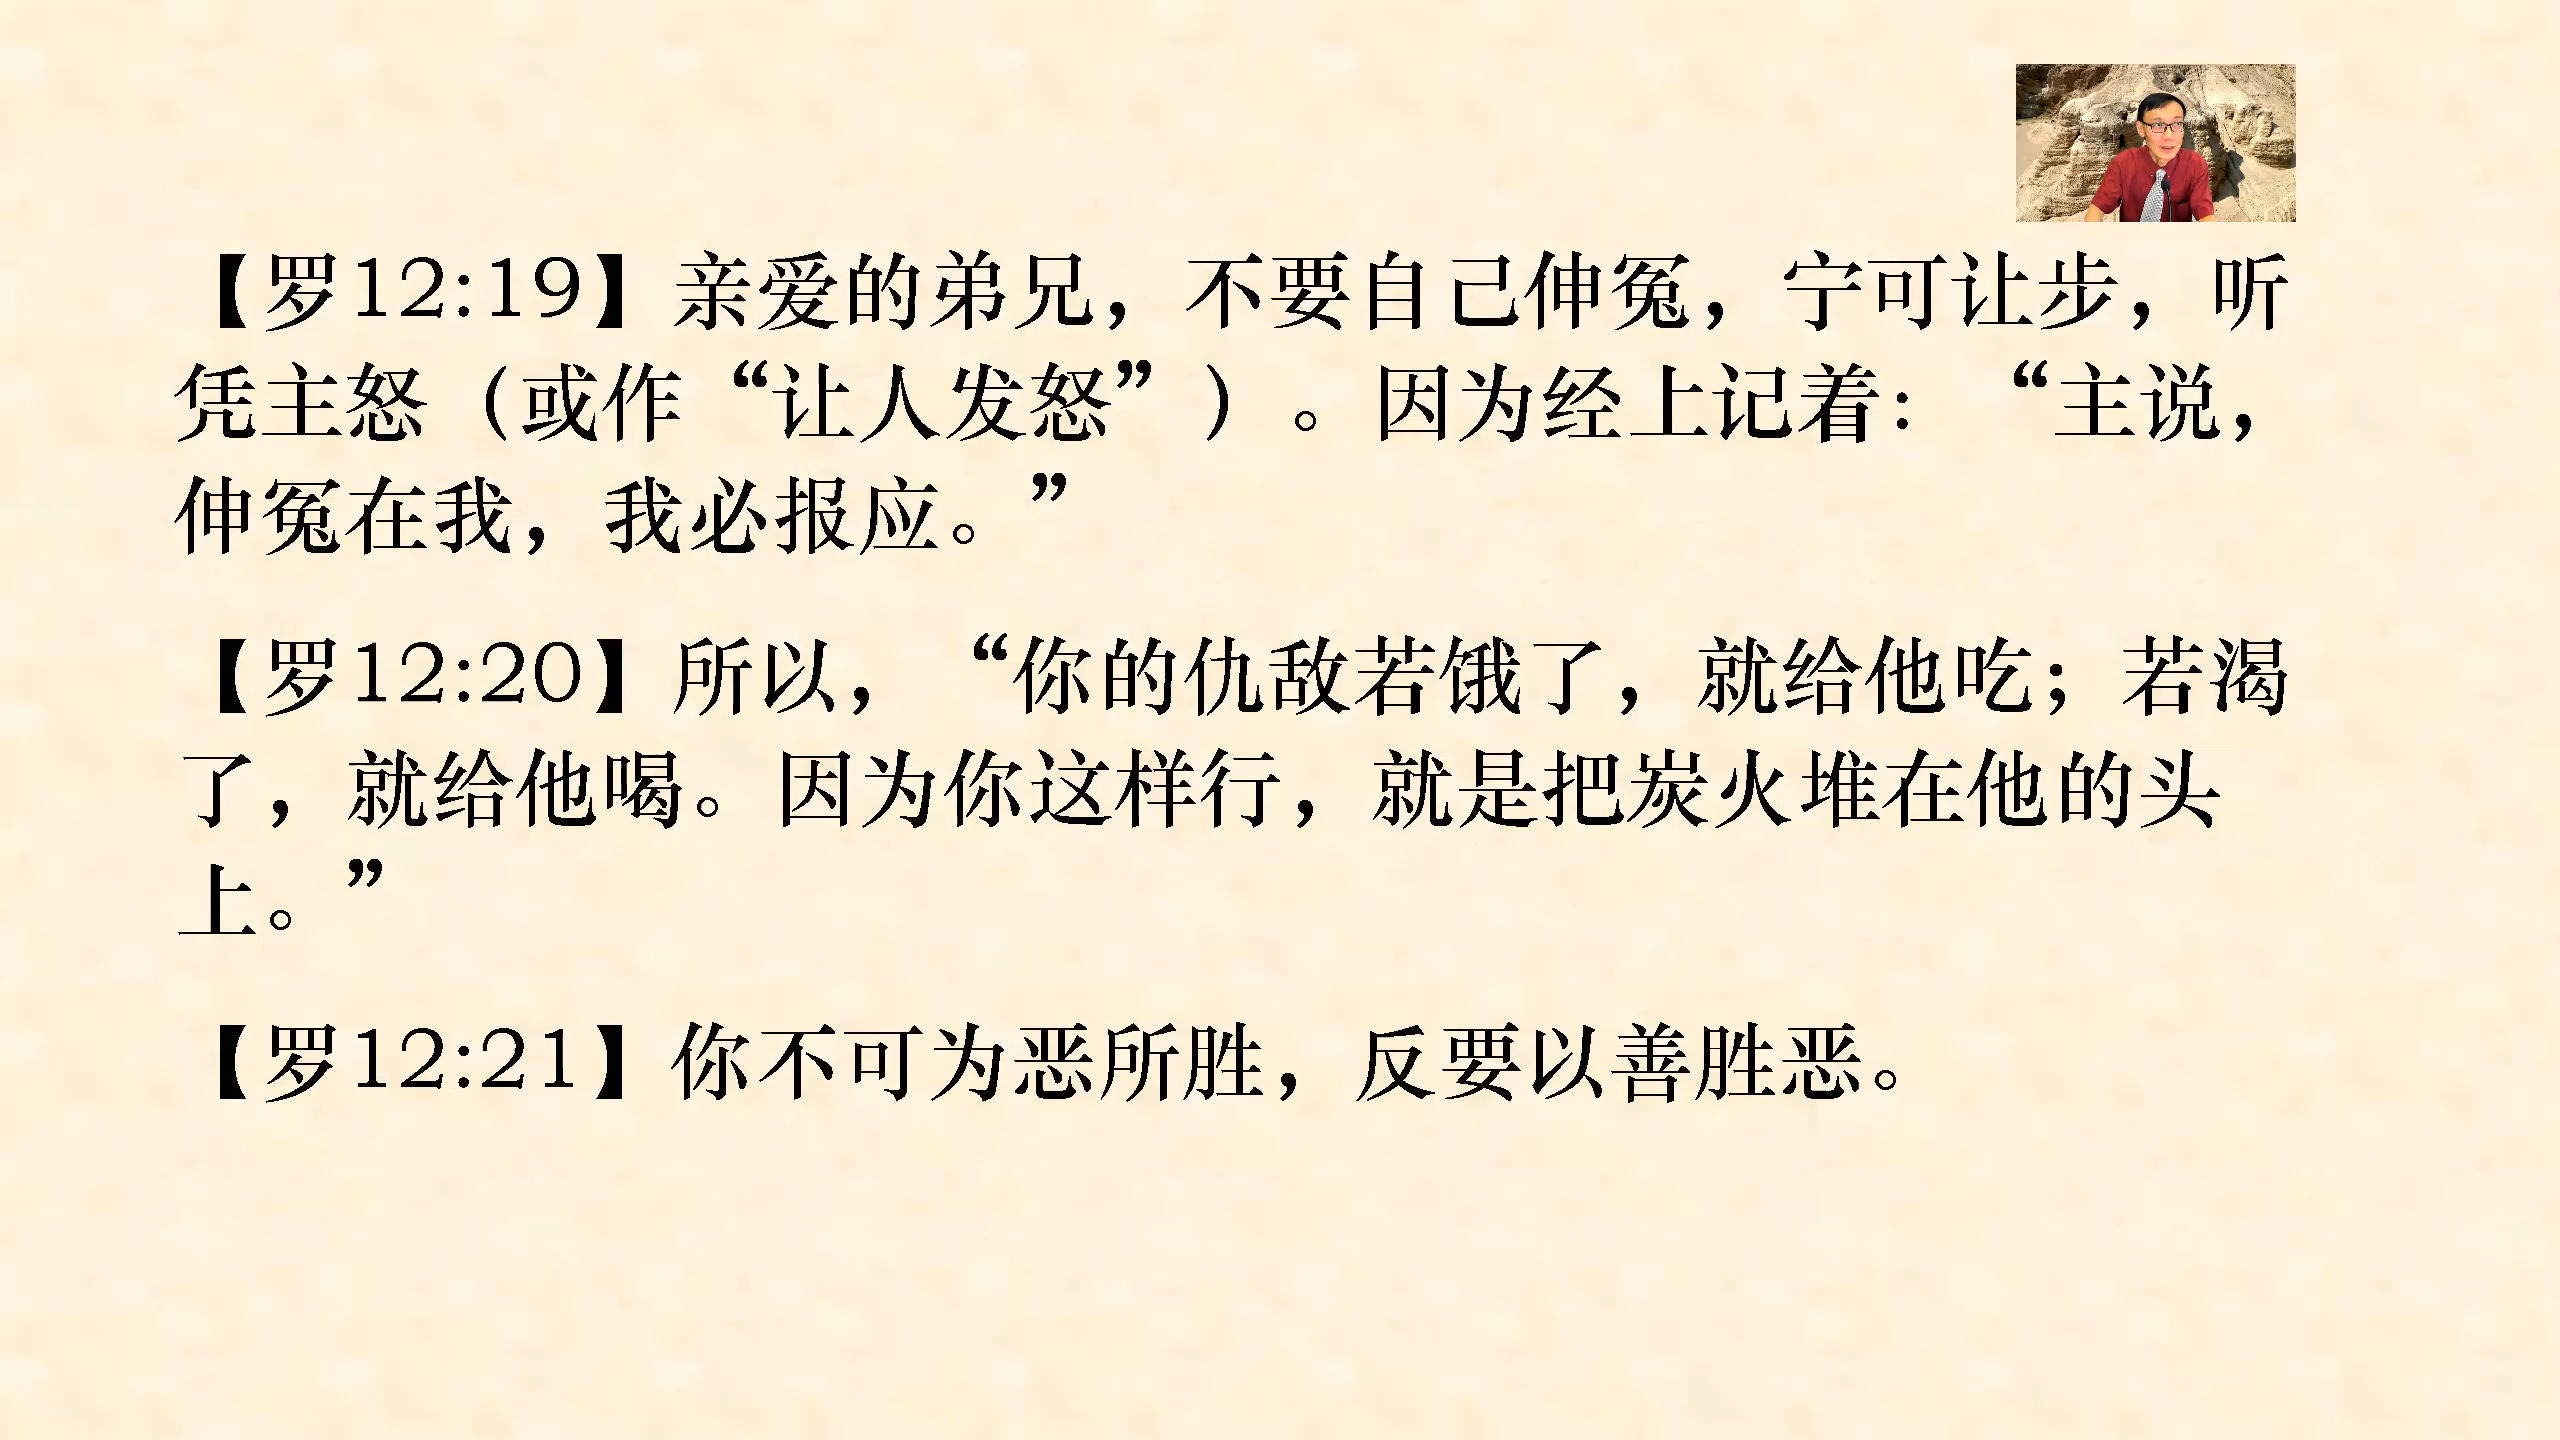 【罗12:19】亲爱的弟兄，不要自己伸冤，宁可让步，听
凭主怒（或作“让人发怒”）。因为经上记着：“主说，
伸冤在我，我必报应。”
【罗12:20】所以，“你的仇敌若饿了，就给他吃；若渴
了，就给他喝。因为你这样行，就是把炭火堆在他的头
上。”
【罗12:21】你不可为恶所胜，反要以善胜恶。